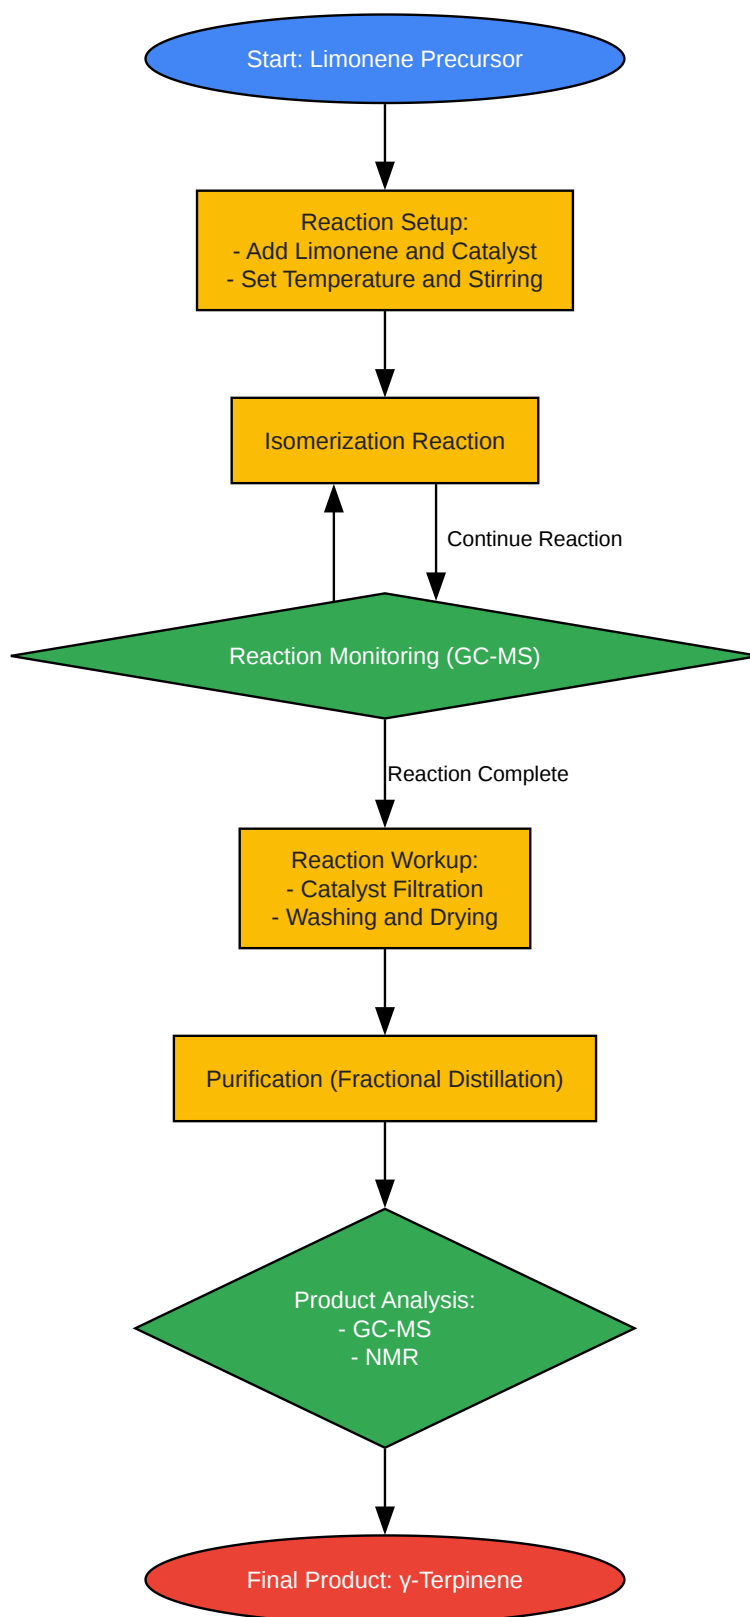 Start: Limonene Precursor
Reaction Setup:
- Add Limonene and Catalyst
- Set Temperature and Stirring
Isomerization Reaction
Continue Reaction
Reaction Monitoring (GC-MS)
Reaction Complete
Reaction Workup:
- Catalyst Filtration
- Washing and Drying
Purification (Fractional Distillation)
Product Analysis:
- GC-MS
- NMR
Final Product: γ-Terpinene